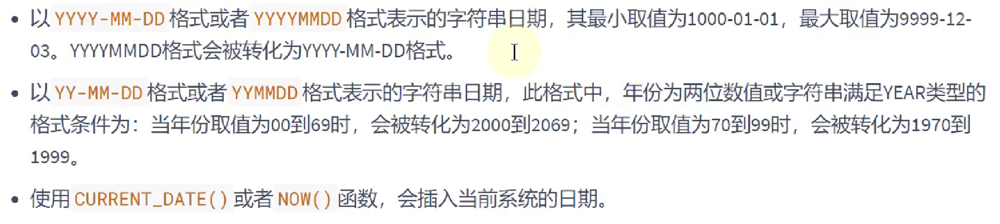 以 YYYY-MM-DD 格式或者 YYYYMMDD 格式表示的字符串日期，其最小取值为1000-01-01，最大取值为9999-12-
03。YYYYMMDD格式会被转化为YYYY-MM-DD格式。
以 YY-MM-DD 格式或者 YYMMDD 格式表示的字符串日期，此格式中，年份为两位数值或字符串满足YEAR类型的
格式条件为：当年份取值为00到69时，会被转化为2000到2069；当年份取值为70到99时，会被转化为1970到
1999。
使用 CURRENT_DATE() 或者 NOW() 函数，会插入当前系统的日期。